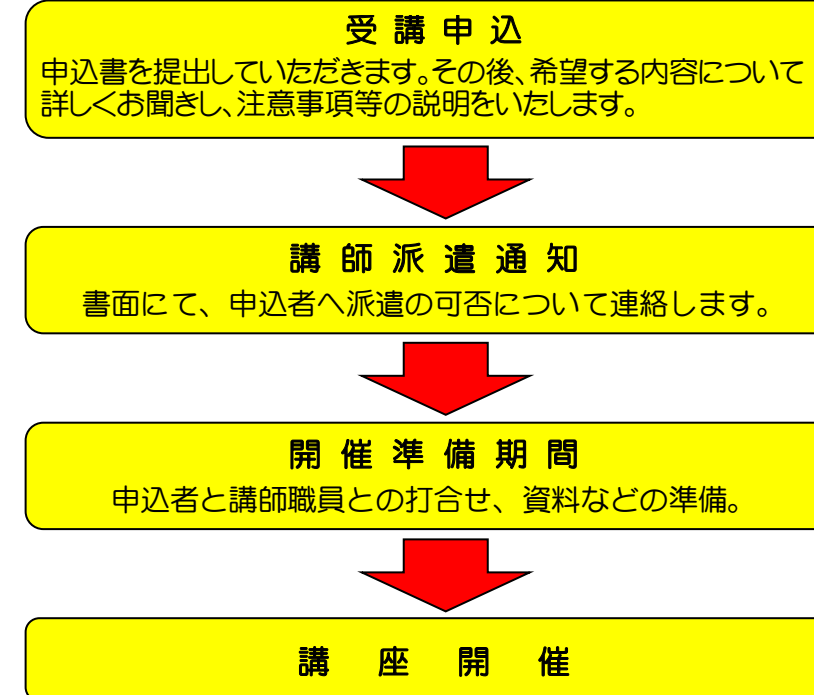 受講申込
申込書を提出していただきます。その後、希望する内容について
詳しくお聞きし、注意事項等の説明をいたします。
講師派遣通知
書面にて、申込者へ派遣の可否について連絡します。
開催準備期間
申込者と講師職員との打合せ、資料などの準備。
講座開催